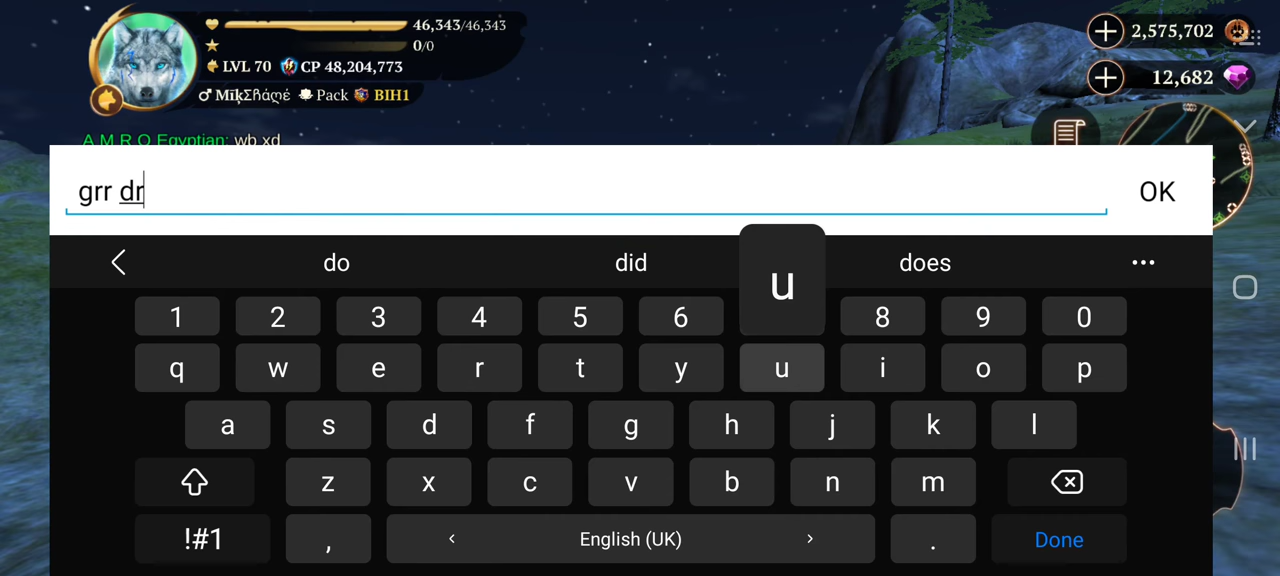 46,343/46,343
0/0
LVL 70 CP 48,204,773
Pack BIH1
2,575,702
12,682
A M R O Egyptian: wb xd
grr dr
OK
do did does
u
1 2 3 4 5 6 8 9 0
q w e r t y u i o p
a s d f g h j k l
z x c v b n m
!#1 , English (UK) . Done